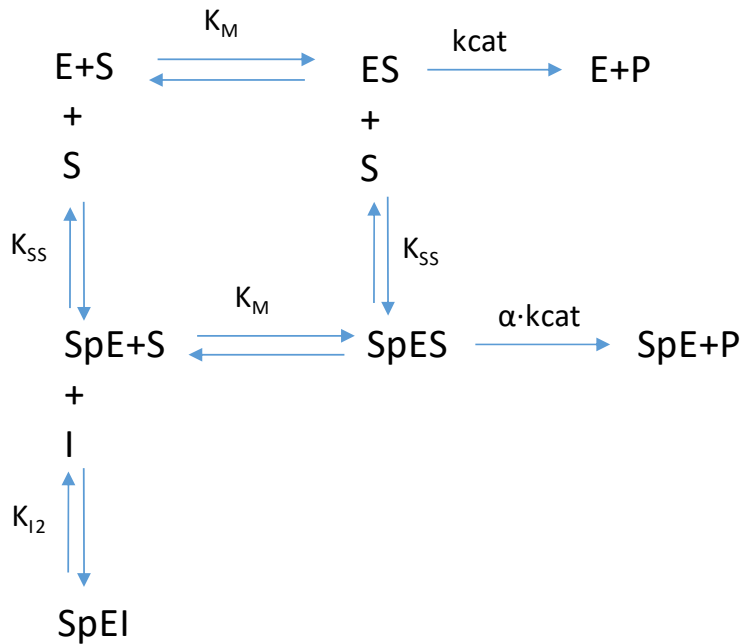 K_M
kcat
E+S
ES
E+P
+
+
S
S
K_SS
K_SS
K_M
α·kcat
SpE+S
SpES
SpE+P
+
I
K_I2
SpEI